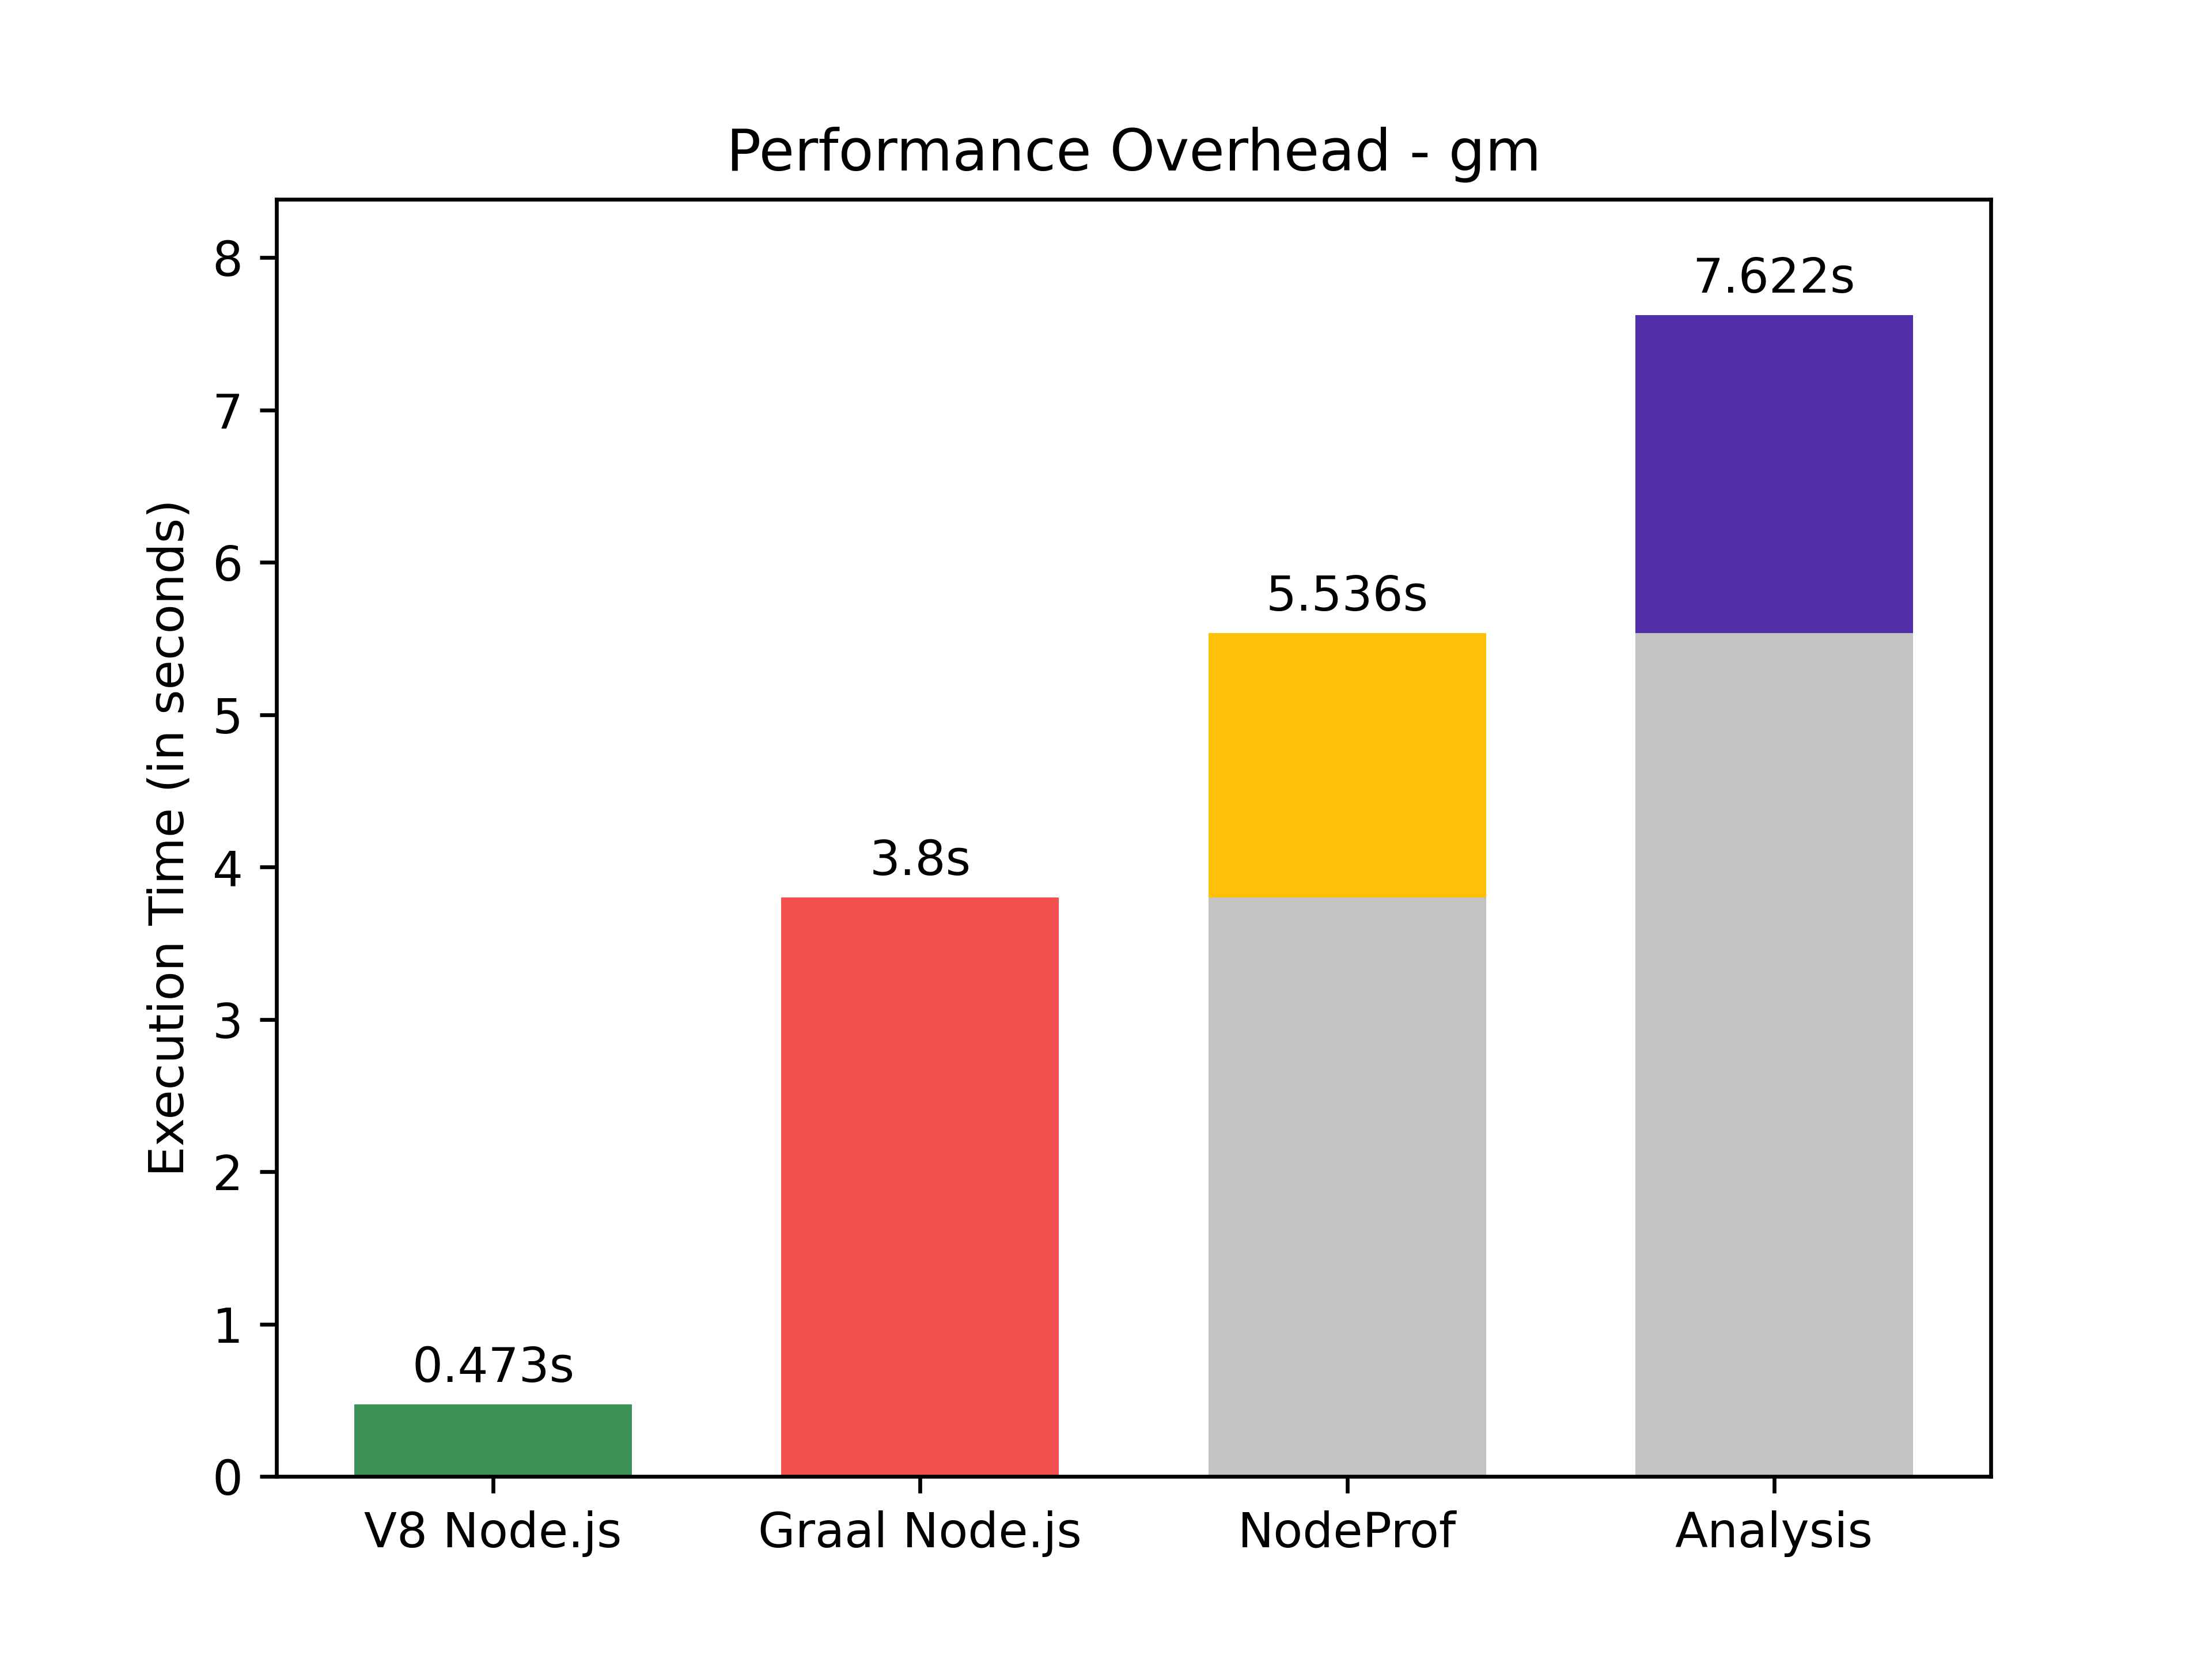 Performance Overhead - gm
Execution Time (in seconds)
8
7
6
5
4
3
2
1
0
0.473s
3.8s
5.536s
7.622s
V8 Node.js
Graal Node.js
NodeProf
Analysis